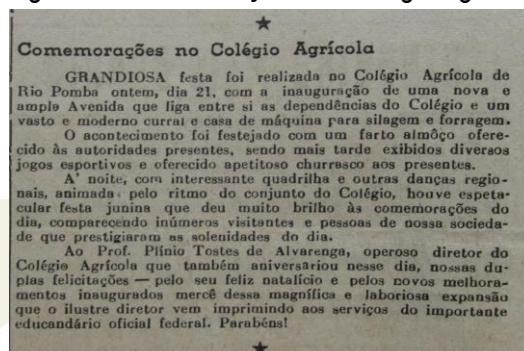 Comemorações no Colégio Agrícola
GRANDIOSA festa foi realizada no Colégio Agrícola de
Rio Pomba ontem, dia 21, com a inauguração de uma nova e
ampla Avenida que liga entre si as dependências do Colégio e um
vasto e moderno curral e casa de máquina para silagem e forragem.
O acontecimento foi festejado com um farto almôço ofere-
cido às autoridades presentes, sendo mais tarde exibidos diversos
jogos esportivos e oferecido apetitoso churrasco aos presentes.
A' noite, com interessante quadrilha e outras danças regio-
nais, animada pelo ritmo do conjunto do Colégio, houve espeta-
cular festa junina que deu muito brilho às comemorações do
dia, comparecendo inúmeros visitantes e pessoas de nossa socieda-
de que prestigiaram as solenidades do dia.
Ao Prof. Plínio Tostes de Alvarenga, operoso diretor do
Colégio Agrícola que também aniversariou nesse dia, nossas du-
plas felicitações — pelo seu feliz natalício e pelos novos melhora-
mentos inaugurados mercê dessa magnífica e laboriosa expansão
que o ilustre diretor vem imprimindo aos serviços do importante
educandário oficial federal. Parabéns!